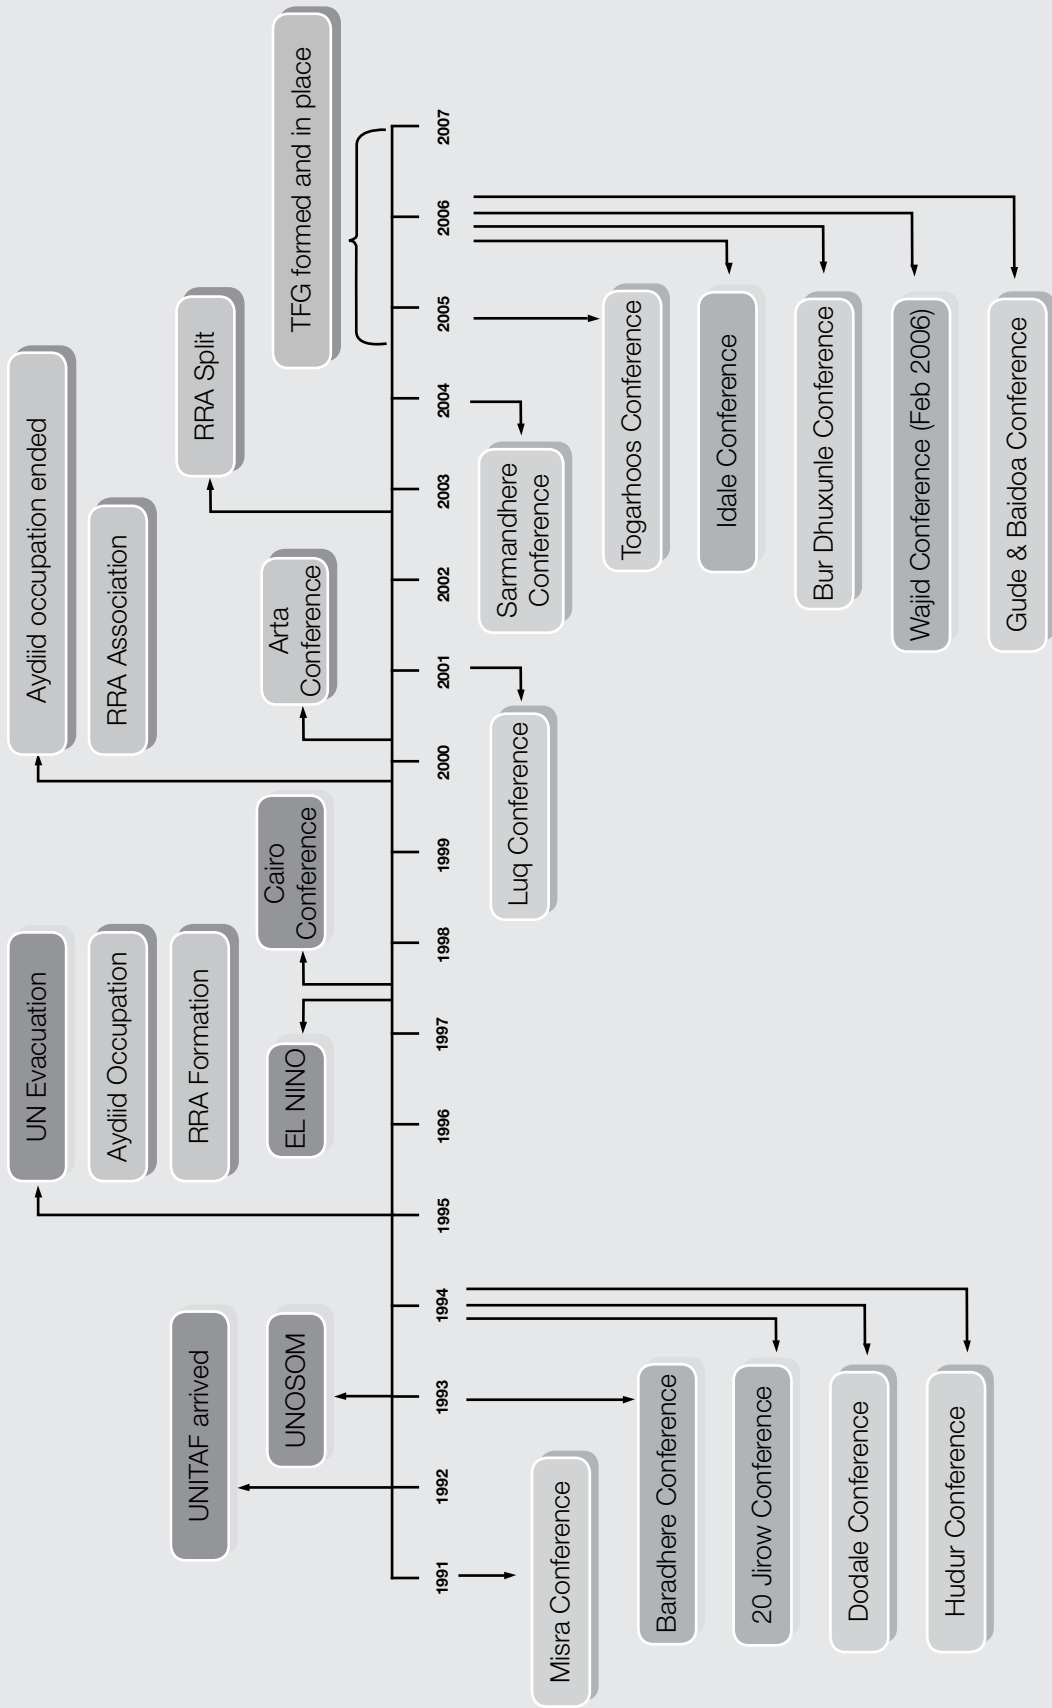 UN Evacuation
Aydiid Occupation
RRA Formation
Aydiid occupation ended
RRA Association
UNITAF arrived
UNOSOM
EL NINO
Cairo
Conference
Arta
Conference
RRA Split
TFG formed and in place
1991
1992
1993
1994
1995
1996
1997
1998
1999
2000
2001
2002
2003
2004
2005
2006
2007
Misra Conference
Baradhere Conference
20 Jirow Conference
Dodale Conference
Hudur Conference
Luq Conference
Sarmandhere
Conference
Togarhoos Conference
Idale Conference
Bur Dhuxunle Conference
Wajid Conference (Feb 2006)
Gude & Baidoa Conference